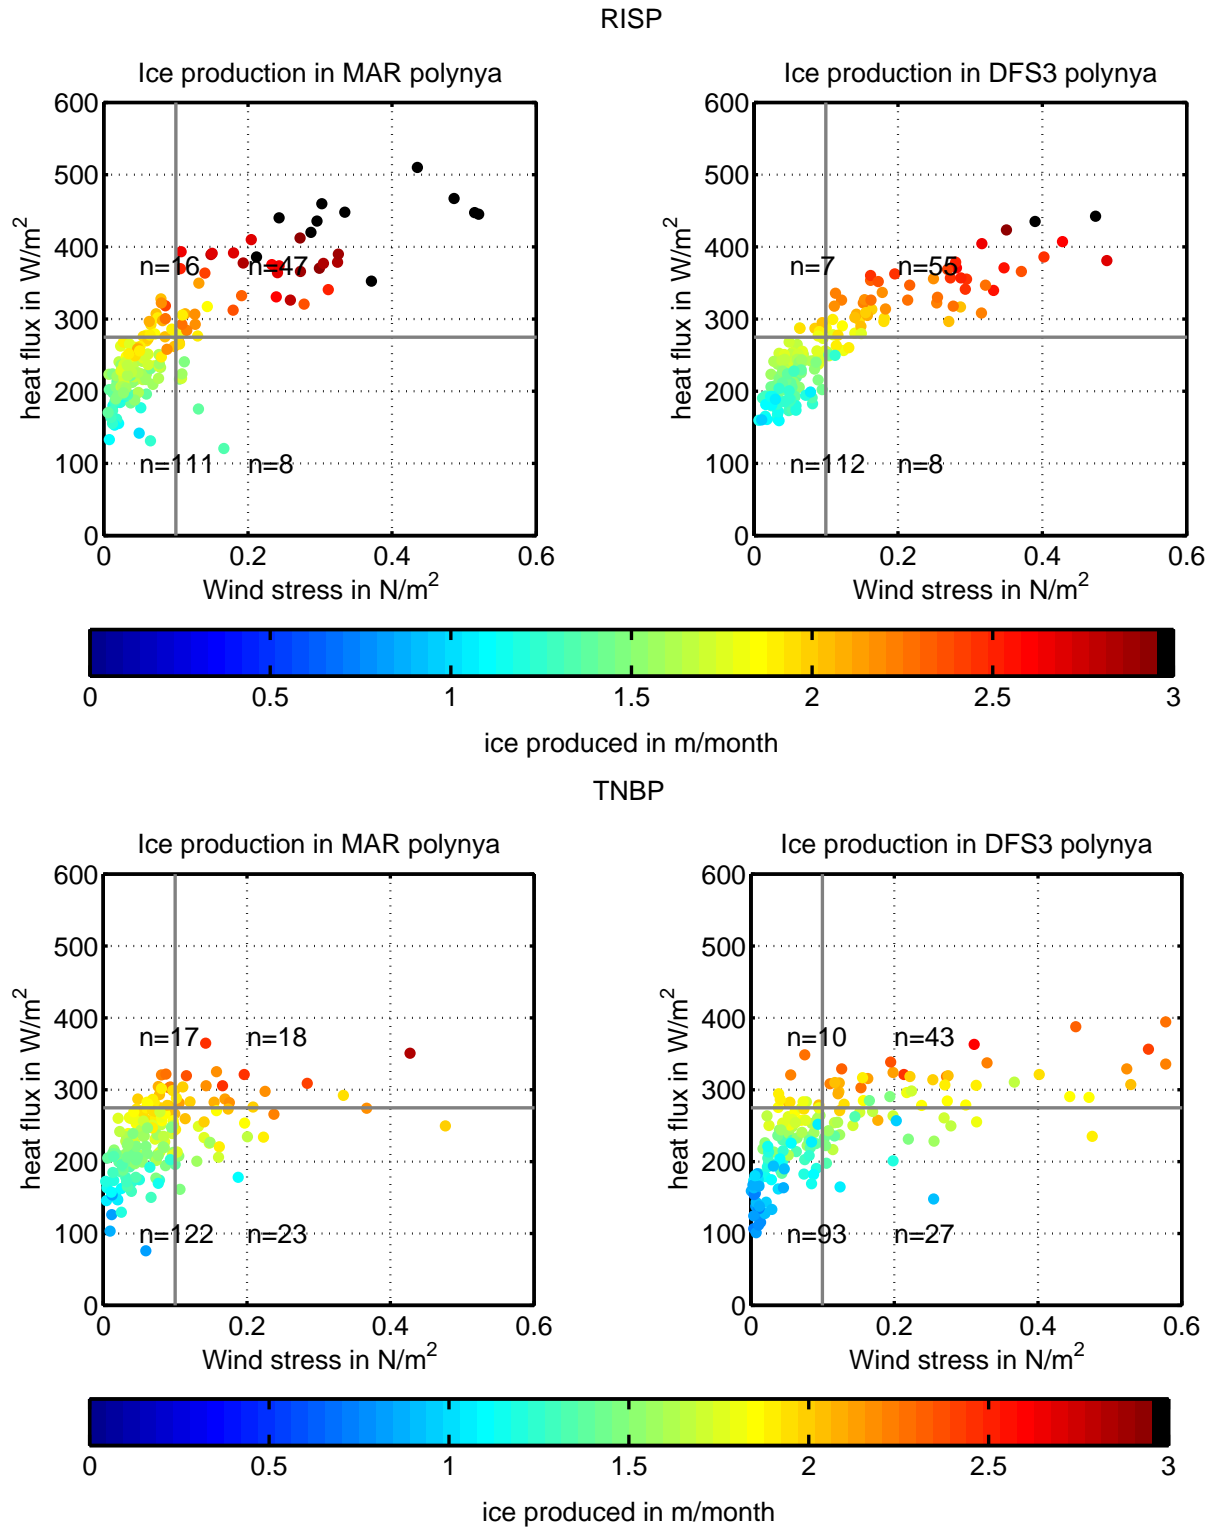 RISP
Ice production in MAR polynya
Ice production in DFS3 polynya
heat flux in W/m²
600
500
400
300
200
100
0
n=16
n=47
n=111
n=8
0 0.2 0.4 0.6
Wind stress in N/m²
heat flux in W/m²
600
500
400
300
200
100
0
n=7
n=55
n=112
n=8
0 0.2 0.4 0.6
Wind stress in N/m²
0 0.5 1 1.5 2 2.5 3
ice produced in m/month
TNBP
Ice production in MAR polynya
Ice production in DFS3 polynya
heat flux in W/m²
600
500
400
300
200
100
0
n=17
n=18
n=122
n=23
0 0.2 0.4 0.6
Wind stress in N/m²
heat flux in W/m²
600
500
400
300
200
100
0
n=10
n=43
n=93
n=27
0 0.2 0.4 0.6
Wind stress in N/m²
0 0.5 1 1.5 2 2.5 3
ice produced in m/month